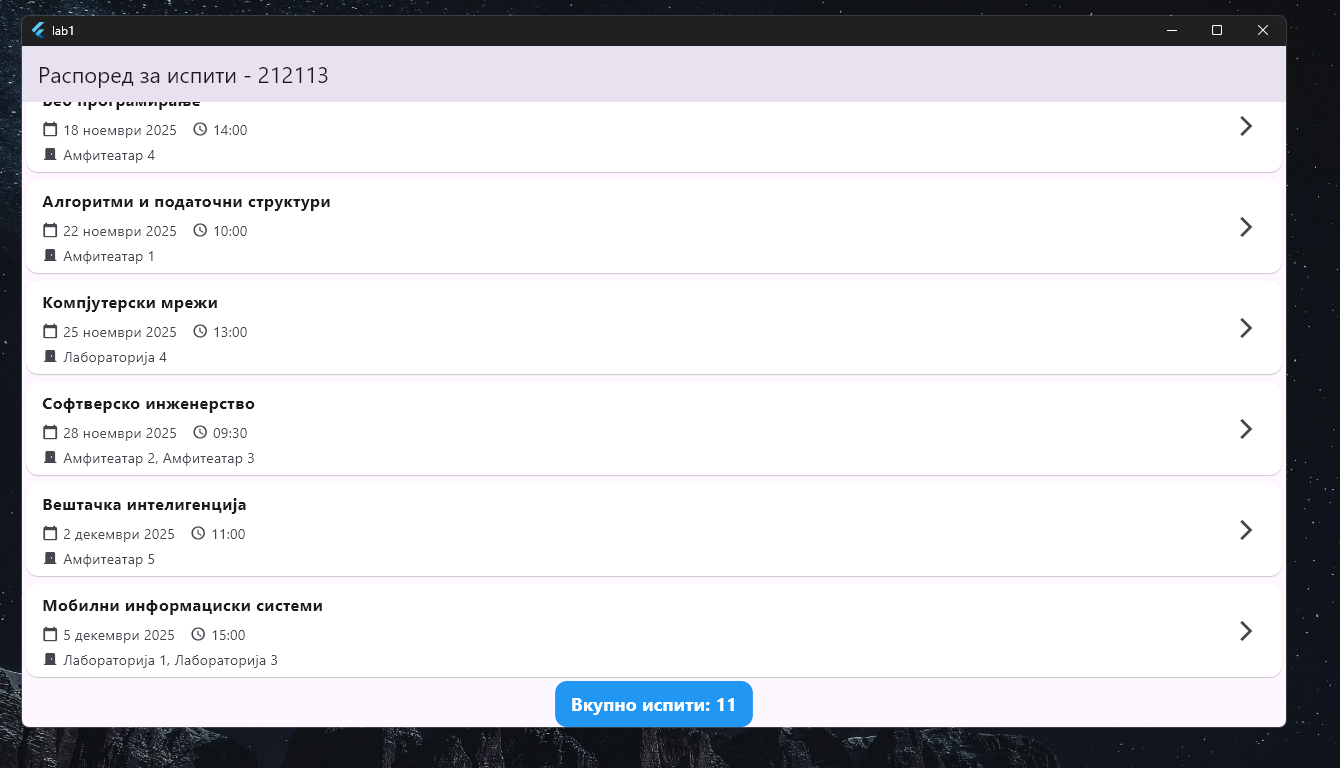 lab1
Распоред за испити - 212113
Веб програмирање
18 ноември 2025 14:00
Амфитеатар 4
Алгоритми и податочни структури
22 ноември 2025 10:00
Амфитеатар 1
Компјутерски мрежи
25 ноември 2025 13:00
Лабораторија 4
Софтверско инженерство
28 ноември 2025 09:30
Амфитеатар 2, Амфитеатар 3
Вештачка интелигенција
2 декември 2025 11:00
Амфитеатар 5
Мобилни информациски системи
5 декември 2025 15:00
Лабораторија 1, Лабораторија 3
Вкупно испити: 11